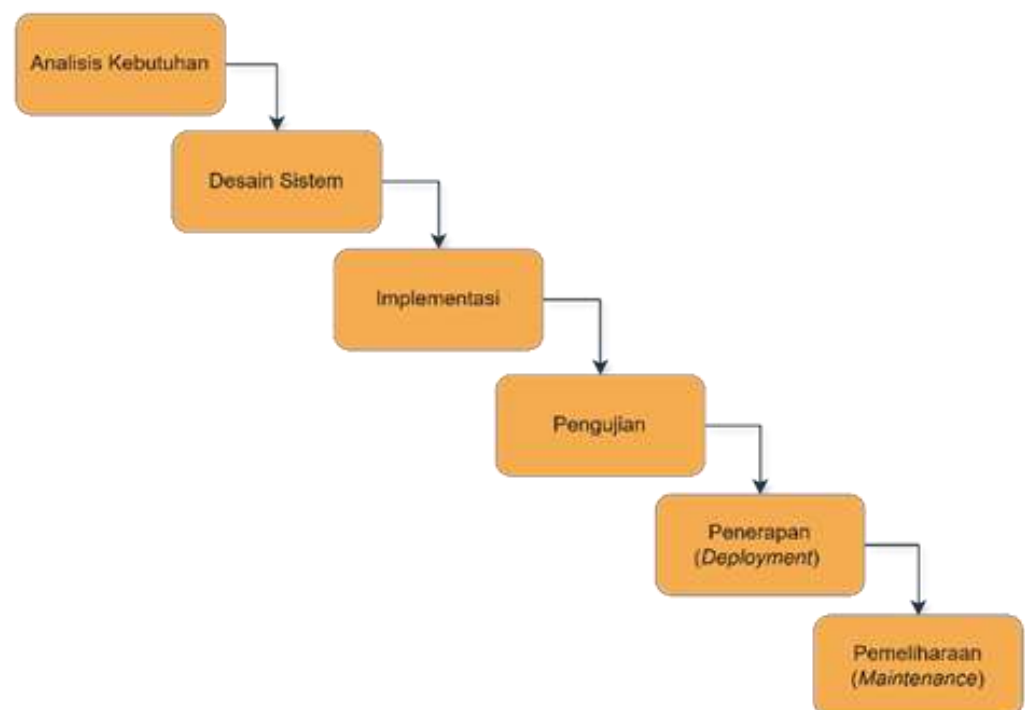 Analisis Kebutuhan
Desain Sistem
Implementasi
Pengujian
Penerapan
(Deployment)
Pemeliharaan
(Maintenance)